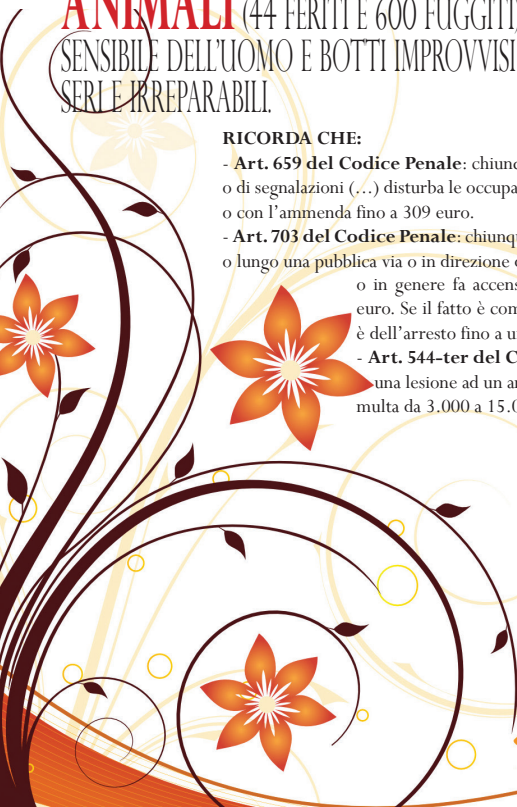 ANIMALI (44 FERITI E 600 FUGGITI)
SENSIBILE DELL'UOMO E BOTTI IMPROVVISI
SERI E IRREPARABILI.
RICORDA CHE:
- Art. 659 del Codice Penale: chiunq
o di segnalazioni (…) disturba le occupa
o con l'ammenda fino a 309 euro.
- Art. 703 del Codice Penale: chiunqu
o lungo una pubblica via o in direzione d
o in genere fa accens
euro. Se il fatto è com
è dell'arresto fino a u
- Art. 544-ter del C
una lesione ad un an
multa da 3.000 a 15.0